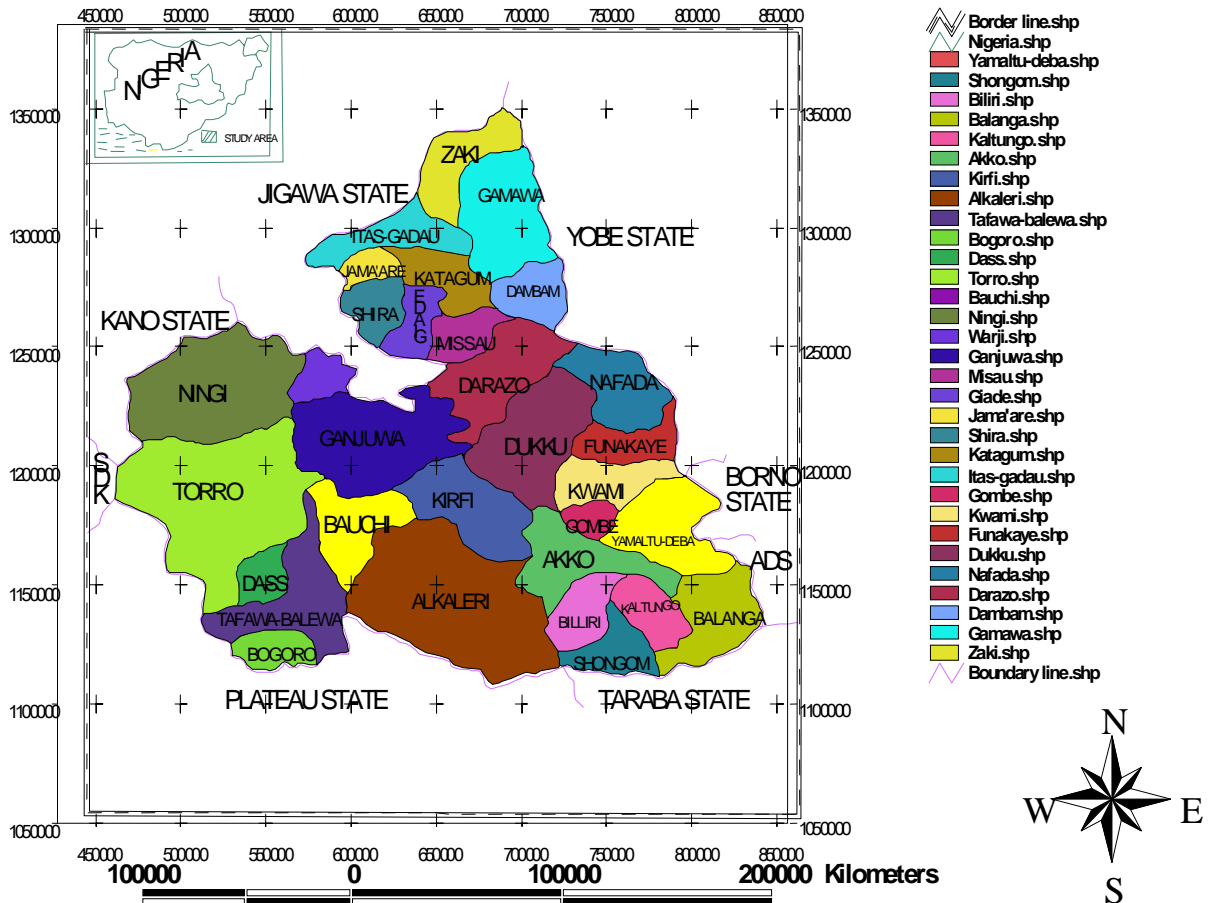 450000 500000 550000 600000 650000 700000 750000 800000 850000
NIGERIA
STUDY AREA
1350000 1350000
ZAKI
GAMAWA
JIGAWA STATE
1300000 1300000
ITAS-GADAU
YOBE STATE
JAMA'ARE
KATAGUM
DAMBAM
GIADE
SHIRA
KANO STATE
MISSAU
1250000 1250000
DARAZO
NAFADA
NINGI
GANJUWA
DUKKU
FUNAKAYE
1200000 1200000
SDK
BORNO
STATE
TORRO
KIRFI
KWAMI
BAUCHI
GOMBE
YAMALTU-DEBA
AKKO
ADS
DASS
1150000 1150000
ALKALERI
KALTUNGO
TAFAWA-BALEWA
BILLIRI
BALANGA
BOGORO
SHONGOM
PLATEAU STATE
TARABA STATE
1100000 1100000
1050000 1050000
450000 500000 550000 600000 650000 700000 750000 800000 850000
100000 0 100000 200000 Kilometers
Border line.shp
Nigeria.shp
Yamaltu-deba.shp
Shongom.shp
Biliri.shp
Balanga.shp
Kaltungo.shp
Akko.shp
Kirfi.shp
Alkaleri.shp
Tafawa-balewa.shp
Bogoro.shp
Dass.shp
Torro.shp
Bauchi.shp
Ningi.shp
Warji.shp
Ganjuwa.shp
Misau.shp
Giade.shp
Jama'are.shp
Shira.shp
Katagum.shp
Itas-gadau.shp
Gombe.shp
Kwami.shp
Funakaye.shp
Dukku.shp
Nafada.shp
Darazo.shp
Dambam.shp
Gamawa.shp
Zaki.shp
Boundary line.shp
N
W E
S